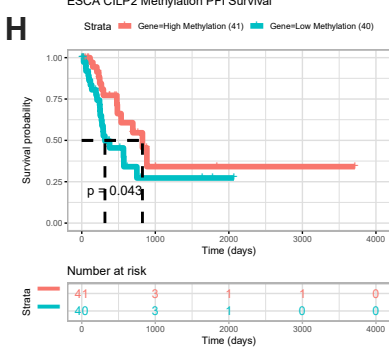 ESCA CILP2 Methylation PFI Survival
H
Strata Gene=High Methylation (41) Gene=Low Methylation (40)
Survival probability
1.00
0.75
0.50
0.25
0.00
p = 0.043
0 1000 2000 3000 4000
Time (days)
Number at risk
Strata
41 3 1 1 0
40 3 1 0 0
0 1000 2000 3000 4000
Time (days)